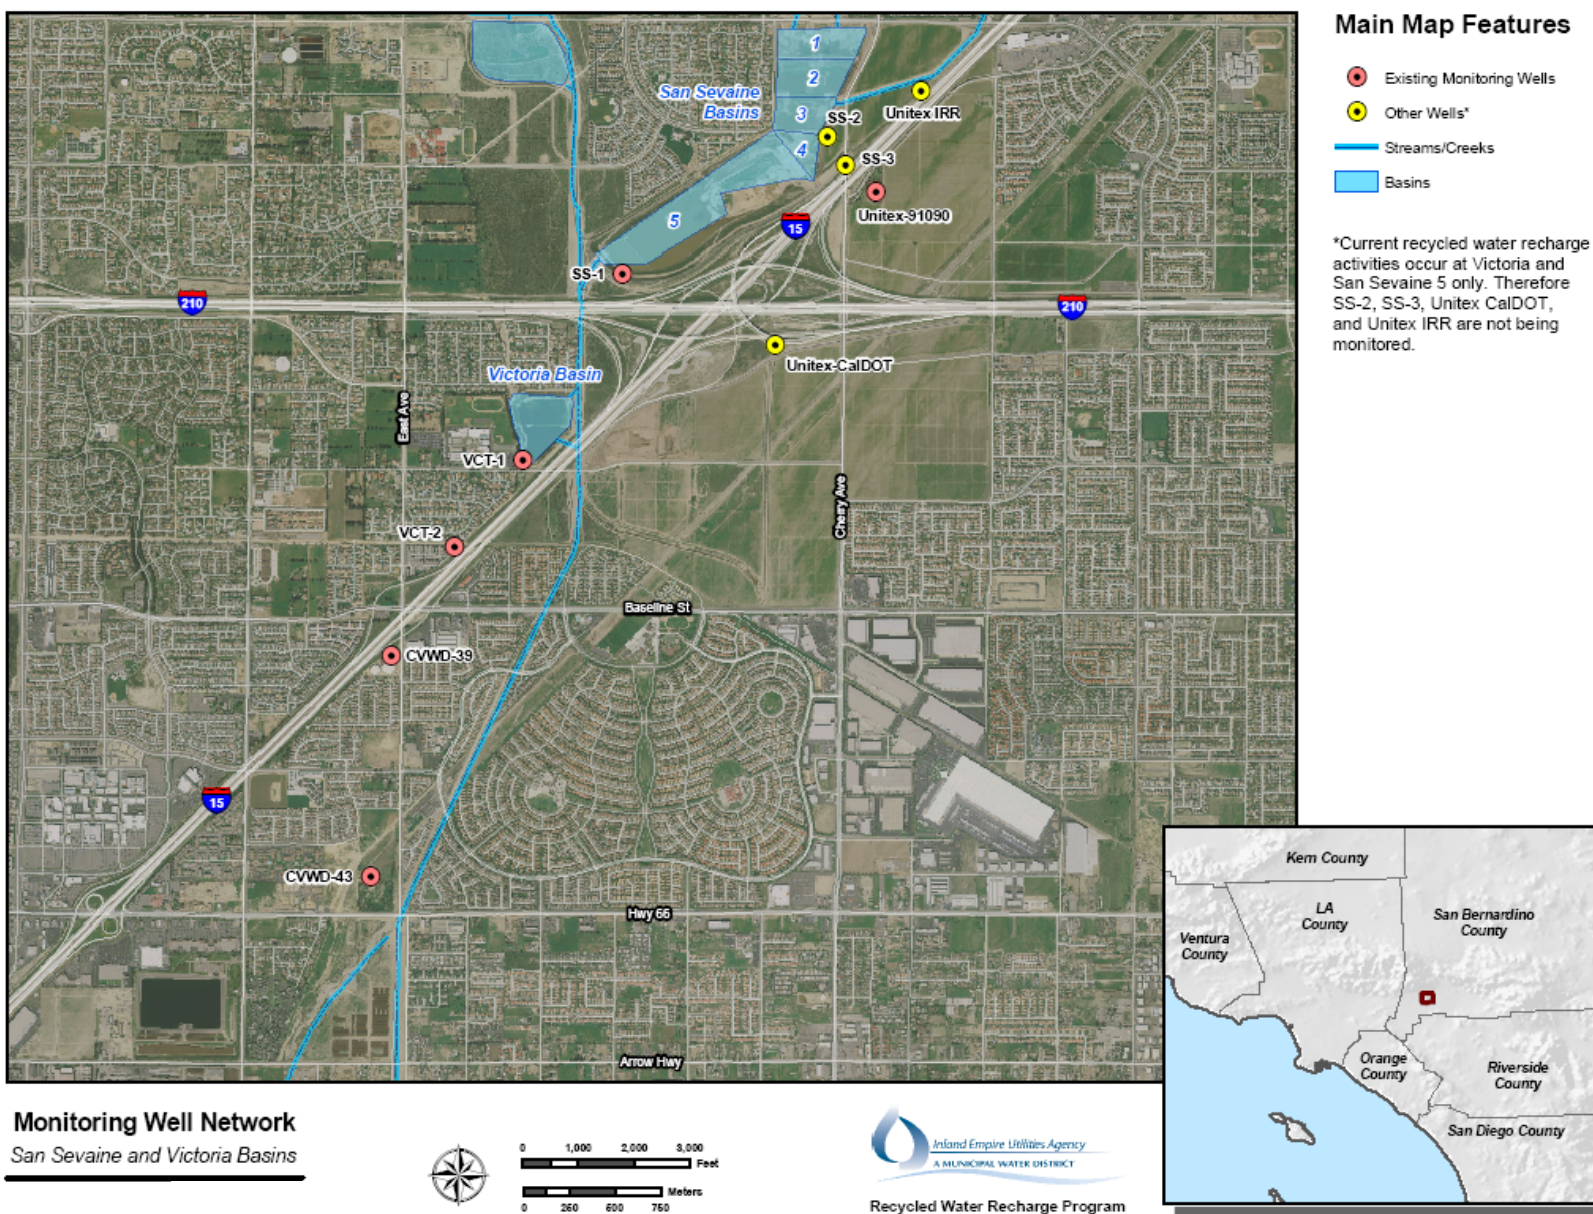 Main Map Features
Existing Monitoring Wells
Other Wells*
Streams/Creeks
Basins
*Current recycled water recharge
activities occur at Victoria and
San Sevaine 5 only. Therefore
SS-2, SS-3, Unitex CalDOT,
and Unitex IRR are not being
monitored.
1
2
San Sevaine
Basins
3
SS-2
Unitex IRR
4
SS-3
Unitex-91090
5
15
SS-1
210
210
Unitex-CalDOT
Victoria Basin
East Ave
VCT-1
Cherry Ave
VCT-2
Baseline St
CVWD-39
15
CVWD-43
Hwy 66
Arrow Hwy
Kern County
LA
County
San Bernardino
County
Ventura
County
Orange
County
Riverside
County
San Diego County
Monitoring Well Network
San Sevaine and Victoria Basins
0 1,000 2,000 3,000
Feet
Meters
0 250 500 750
Inland Empire Utilities Agency
A MUNICIPAL WATER DISTRICT
Recycled Water Recharge Program